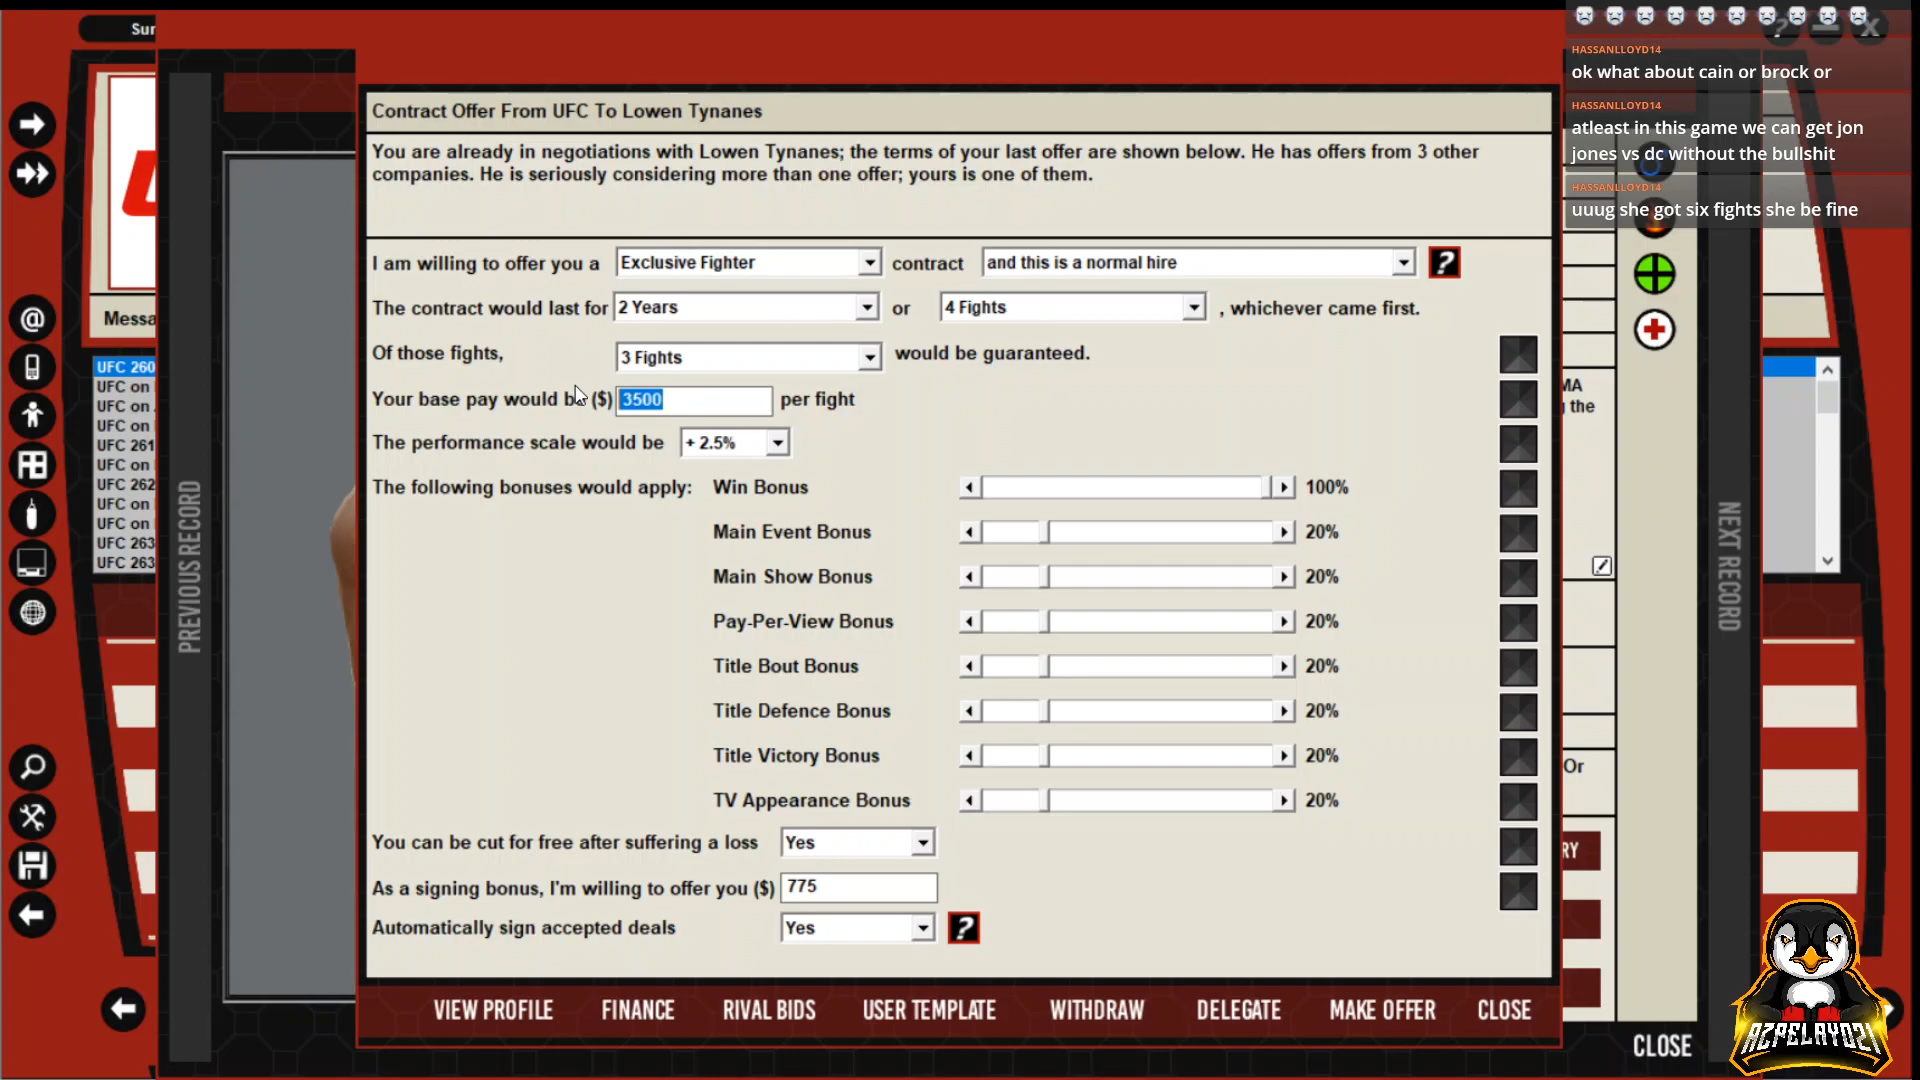 Sur
HASSANLLOYD14
ok what about cain or brock or
HASSANLLOYD14
atleast in this game we can get jon
jones vs dc without the bullshit
HASSANLLOYD14
uuug she got six fights she be fine
Contract Offer From UFC To Lowen Tynanes
You are already in negotiations with Lowen Tynanes; the terms of your last offer are shown below. He has offers from 3 other
companies. He is seriously considering more than one offer; yours is one of them.
I am willing to offer you a Exclusive Fighter contract and this is a normal hire ?
The contract would last for 2 Years or 4 Fights , whichever came first.
Of those fights, 3 Fights would be guaranteed.
Your base pay would be ($) 3500 per fight
The performance scale would be + 2.5%
The following bonuses would apply: Win Bonus 100%
Main Event Bonus 20%
Main Show Bonus 20%
Pay-Per-View Bonus 20%
Title Bout Bonus 20%
Title Defence Bonus 20%
Title Victory Bonus 20%
TV Appearance Bonus 20%
You can be cut for free after suffering a loss Yes
As a signing bonus, I'm willing to offer you ($) 775
Automatically sign accepted deals Yes ?
VIEW PROFILE FINANCE RIVAL BIDS USER TEMPLATE WITHDRAW DELEGATE MAKE OFFER CLOSE
Messa
UFC 260
UFC on
UFC on
UFC on
UFC 261
UFC on
UFC 262
UFC on
UFC on
UFC 263
UFC 263
PREVIOUS RECORD
NEXT RECORD
MA
the
Or
RY
CLOSE
AZPELAYO21